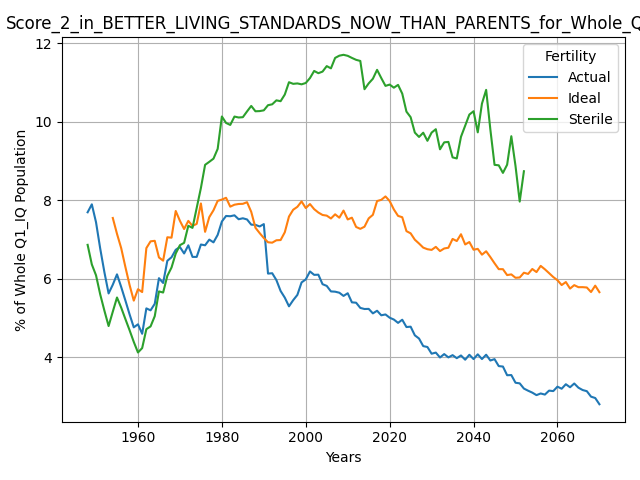 Score_2_in_BETTER_LIVING_STANDARDS_NOW_THAN_PARENTS_for_Whole_Q
12
10
8
6
4
% of Whole Q1_IQ Population
Fertility
Actual
Ideal
Sterile
1960
1980
2000
2020
2040
2060
Years